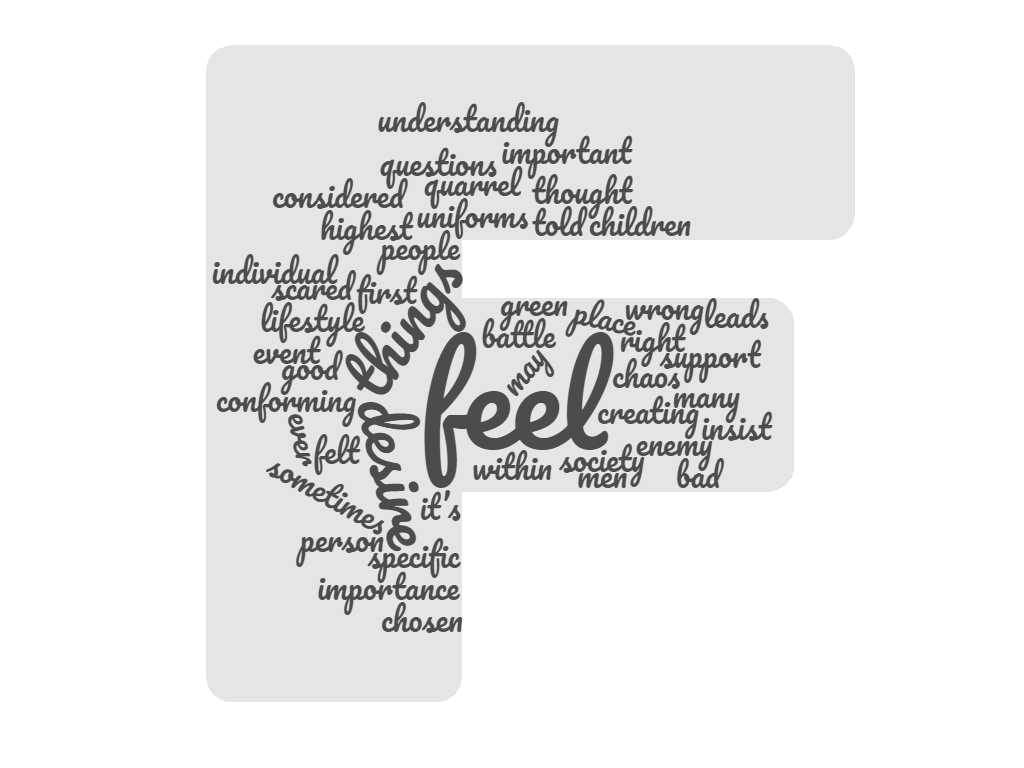 understanding
important
questions
quarrel
thought
considered
uniforms
told
children
highest
people
individual
scared
first
things
lifestyle
event
good
conforming
ever
felt
desire
sometimes
it's
person
specific
importance
chosen
green
place
wrong
leads
battle
right
may
support
feel
chaos
many
creating
insist
enemy
within
society
men
bad